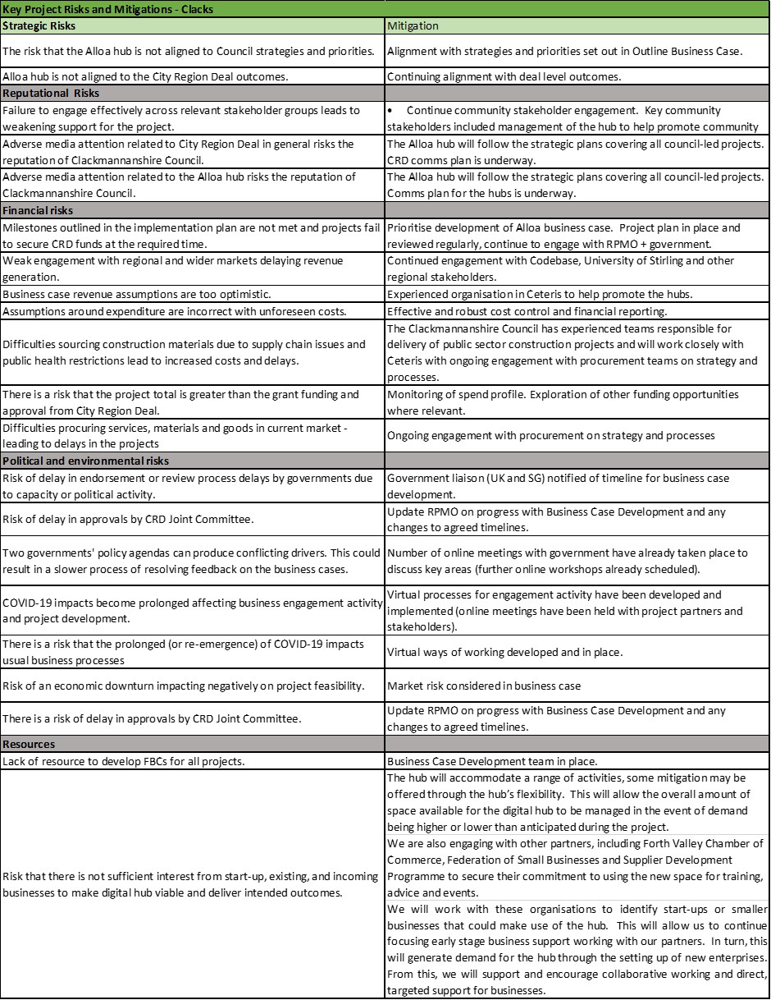 Key Project Risks and Mitigations - Clacks
Strategic Risks
Mitigation
The risk that the Alloa hub is not aligned to Council strategies and priorities.
Alignment with strategies and priorities set out in Outline Business Case.
Alloa hub is not aligned to the City Region Deal outcomes.
Continuing alignment with deal level outcomes.
Reputational  Risks
Failure to engage effectively across relevant stakeholder groups leads to
weakening support for the project.
•    Continue community stakeholder engagement.  Key community
stakeholders included management of the hub to help promote community
Adverse media attention related to City Region Deal in general risks the
reputation of Clackmannanshire Council.
The Alloa hub will follow the strategic plans covering all council-led projects.
CRD comms plan is underway.
Adverse media attention related to the Alloa hub risks the reputation of
Clackmannanshire Council.
The Alloa hub will follow the strategic plans covering all council-led projects.
Comms plan for the hubs is underway.
Financial risks
Milestones outlined in the implementation plan are not met and projects fail
to secure CRD funds at the required time.
Prioritise development of Alloa business case.  Project plan in place and
reviewed regularly, continue to engage with RPMO + government.
Weak engagement with regional and wider markets delaying revenue
generation.
Continued engagement with Codebase, University of Stirling and other
regional stakeholders.
Business case revenue assumptions are too optimistic.
Experienced organisation in Ceteris to help promote the hubs.
Assumptions around expenditure are incorrect with unforeseen costs.
Effective and robust cost control and financial reporting.
Difficulties sourcing construction materials due to supply chain issues and
public health restrictions lead to increased costs and delays.
The Clackmannanshire Council has experienced teams responsible for
delivery of public sector construction projects and will work closely with
Ceteris with ongoing engagement with procurement teams on strategy and
processes.
There is a risk that the project total is greater than the grant funding and
approval from City Region Deal.
Monitoring of spend profile. Exploration of other funding opportunities
where relevant.
Difficulties procuring services, materials and goods in current market -
leading to delays in the projects
Ongoing engagement with procurement on strategy and processes
Political and environmental risks
Risk of delay in endorsement or review process delays by governments due
to capacity or political activity.
Government liaison (UK and SG) notified of timeline for business case
development.
Risk of delay in approvals by CRD Joint Committee.
Update RPMO on progress with Business Case Development and any
changes to agreed timelines.
Two governments' policy agendas can produce conflicting drivers. This could
result in a slower process of resolving feedback on the business cases.
Number of online meetings with government have already taken place to
discuss key areas (further online workshops already scheduled).
COVID-19 impacts become prolonged affecting business engagement activity
and project development.
Virtual processes for engagement activity have been developed and
implemented (online meetings have been held with project partners and
stakeholders).
There is a risk that the prolonged (or re-emergence) of COVID-19 impacts
usual business processes
Virtual ways of working developed and in place.
Risk of an economic downturn impacting negatively on project feasibility.
Market risk considered in business case
There is a risk of delay in approvals by CRD Joint Committee.
Update RPMO on progress with Business Case Development and any
changes to agreed timelines.
Resources
Lack of resource to develop FBCs for all projects.
Business Case Development team in place.
Risk that there is not sufficient interest from start-up, existing, and incoming
businesses to make digital hub viable and deliver intended outcomes.
The hub will accommodate a range of activities, some mitigation may be
offered through the hub’s flexibility.  This will allow the overall amount of
space available for the digital hub to be managed in the event of demand
being higher or lower than anticipated during the project.
We are also engaging with other partners, including Forth Valley Chamber of
Commerce, Federation of Small Businesses and Supplier Development
Programme to secure their commitment to using the new space for training,
advice and events.
We will work with these organisations to identify start-ups or smaller
businesses that could make use of the hub.  This will allow us to continue
focusing early stage business support working with our partners.  In turn, this
will generate demand for the hub through the setting up of new enterprises.
From this, we will support and encourage collaborative working and direct,
targeted support for businesses.